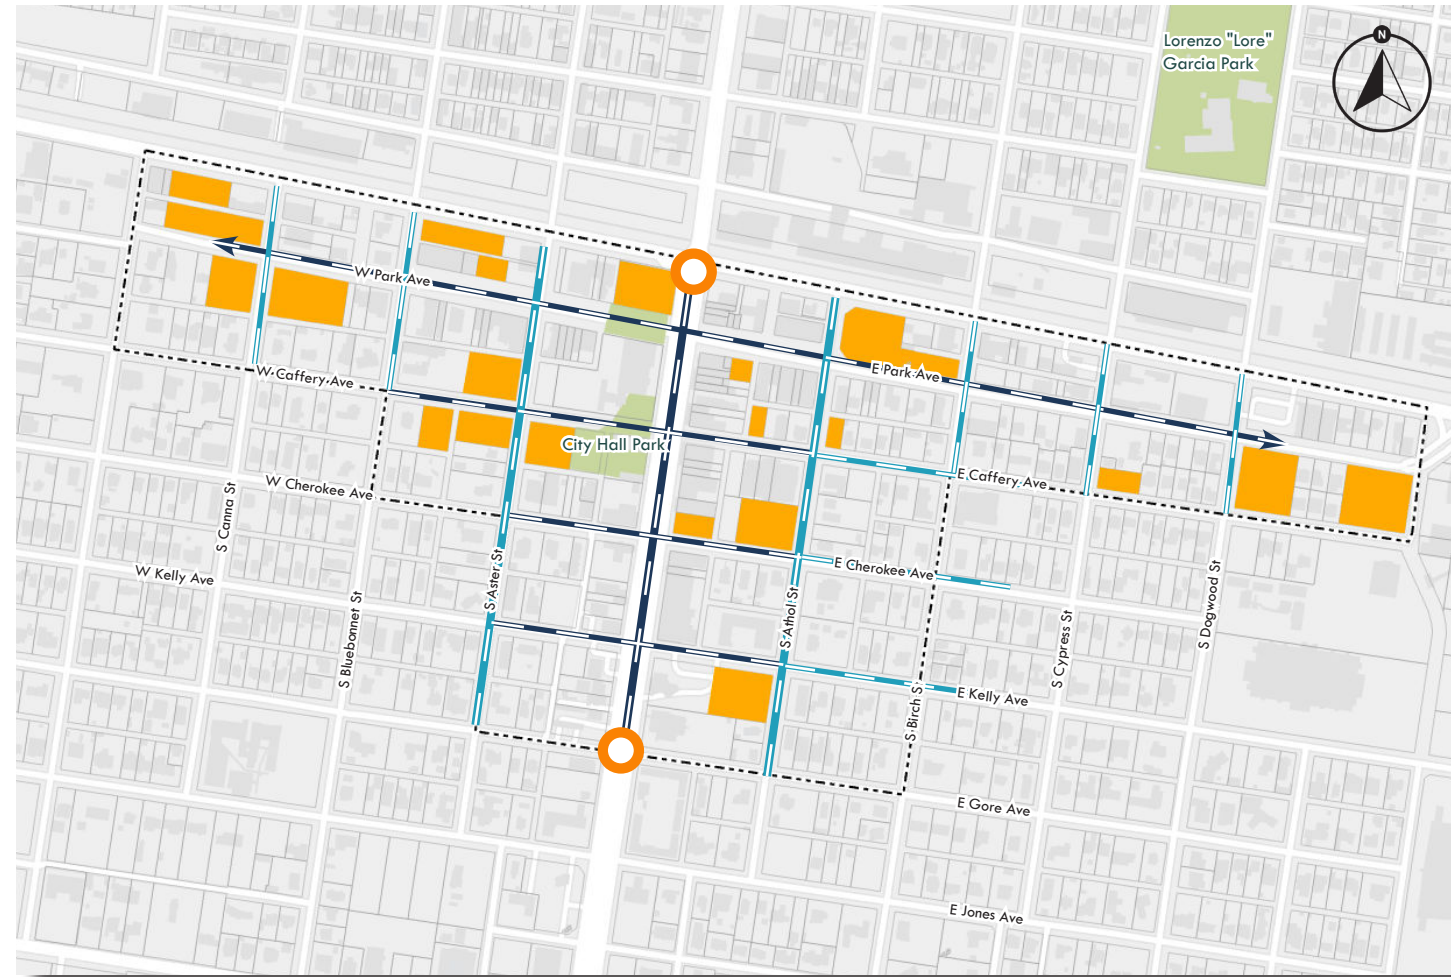 Lorenzo "Lore"
Garcia Park
N
W Park Ave
E Park Ave
W Caffery Ave
City Hall Park
E Caffery Ave
W Cherokee Ave
S Canna St
E Cherokee Ave
W Kelly Ave
S Aster St
S Athol St
S Dogwood St
S Bluebonnet St
S Cypress St
E Kelly Ave
S Birch St
E Gore Ave
E Jones Ave